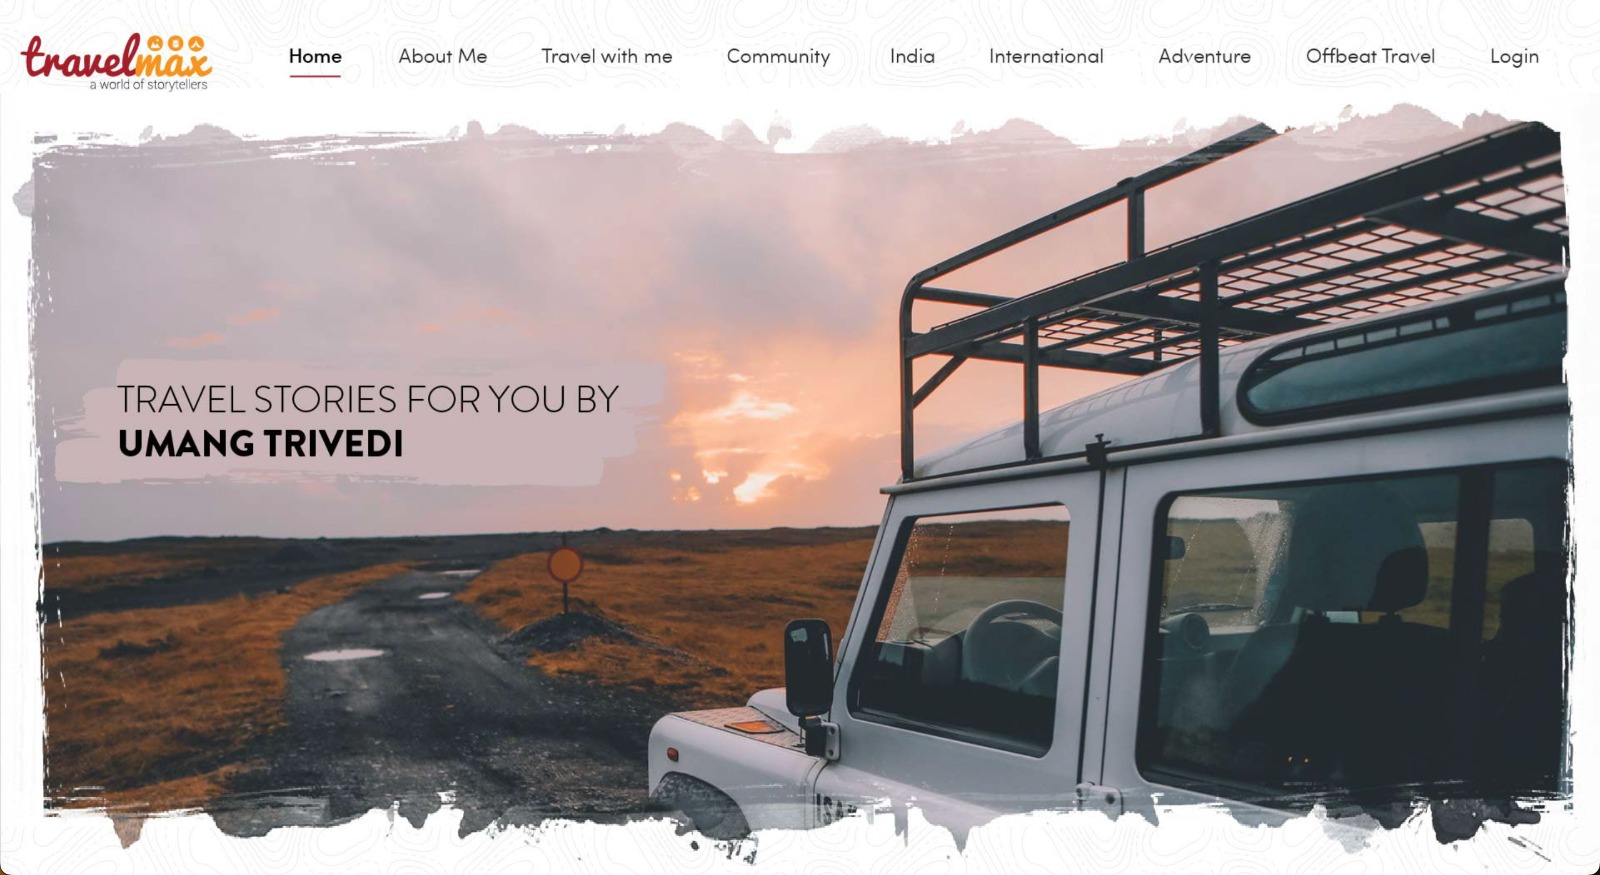 travelmax
a world of storytellers
Home
About Me
Travel with me
Community
India
International
Adventure
Offbeat Travel
Login
TRAVEL STORIES FOR YOU BY
UMANG TRIVEDI